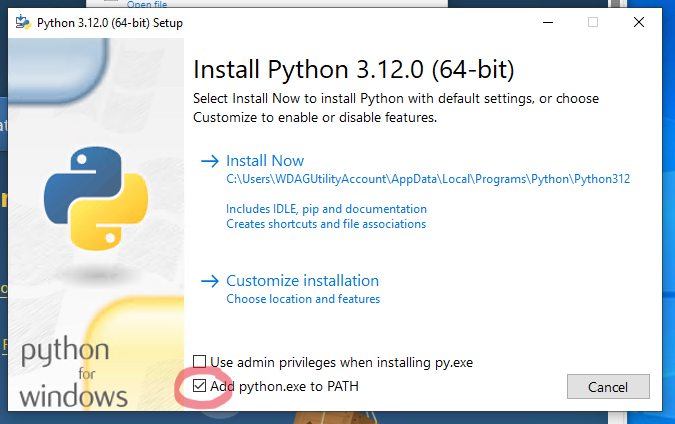 Open file
Python 3.12.0 (64-bit) Setup
Install Python 3.12.0 (64-bit)
Select Install Now to install Python with default settings, or choose
Customize to enable or disable features.
Install Now
C:\Users\WDAGUtilityAccount\AppData\Local\Programs\Python\Python312
Includes IDLE, pip and documentation
Creates shortcuts and file associations
Customize installation
Choose location and features
Use admin privileges when installing py.exe
Add python.exe to PATH
Cancel
python
for
windows